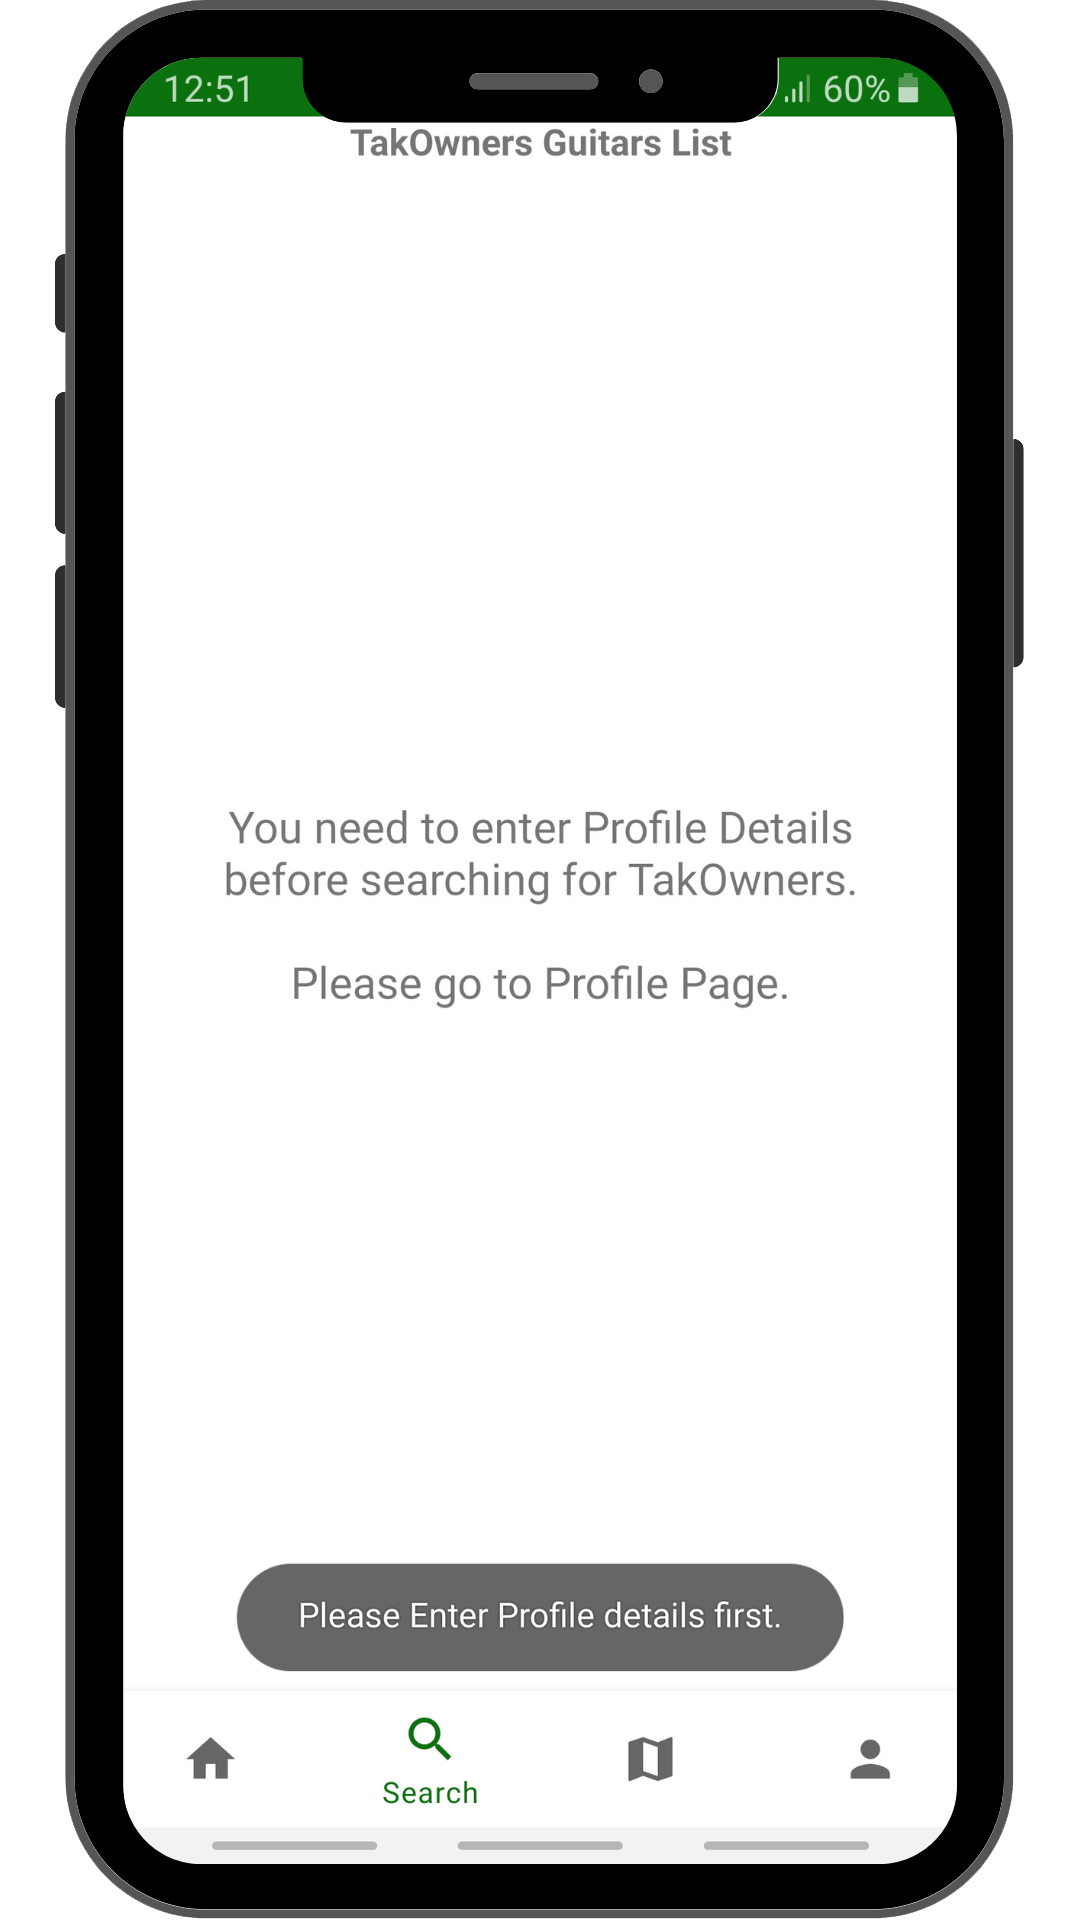 12:51
60%
TakOwners Guitars List
You need to enter Profile Details
before searching for TakOwners.
Please go to Profile Page.
Please Enter Profile details first.
Search